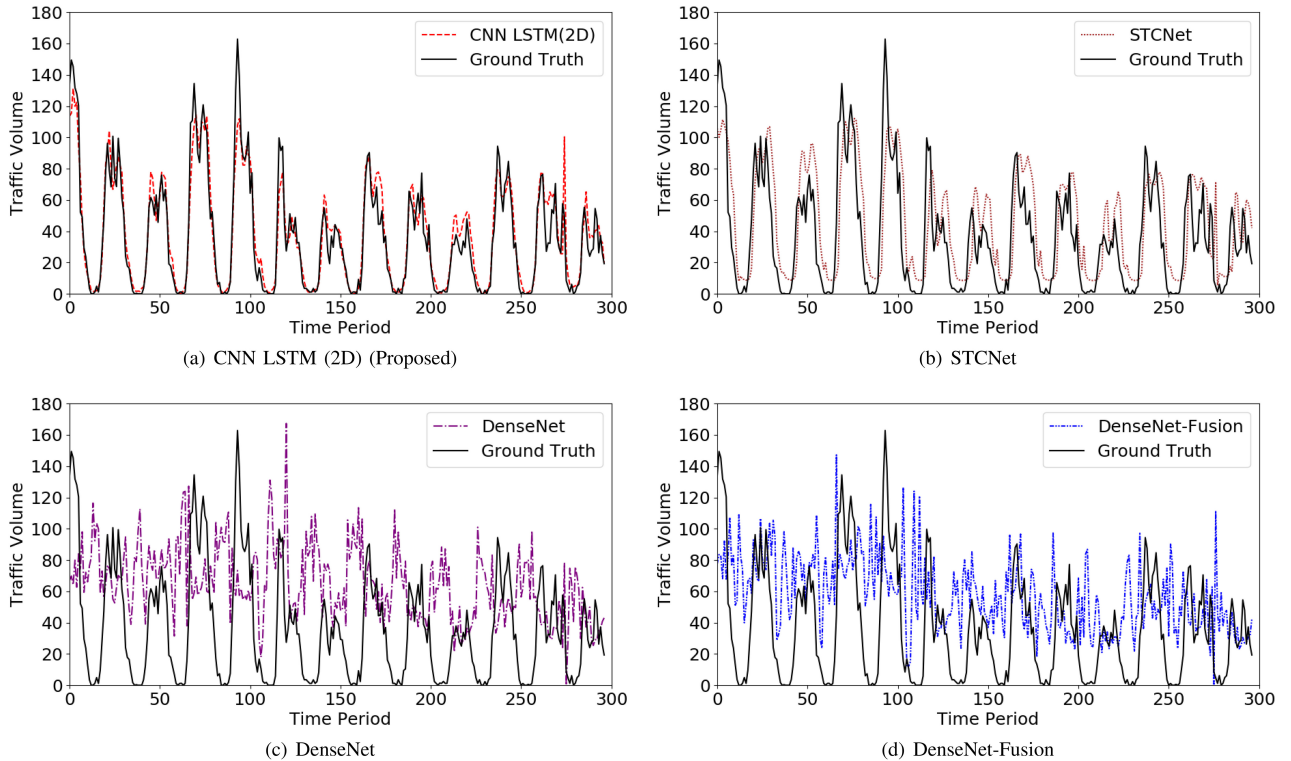 180
160
140
120
100
80
60
40
20
0
Traffic Volume
CNN LSTM(2D)
Ground Truth
0 50 100 150 200 250 300
Time Period
(a) CNN LSTM (2D) (Proposed)
180
160
140
120
100
80
60
40
20
0
Traffic Volume
STCNet
Ground Truth
0 50 100 150 200 250 300
Time Period
(b) STCNet
180
160
140
120
100
80
60
40
20
0
Traffic Volume
DenseNet
Ground Truth
0 50 100 150 200 250 300
Time Period
(c) DenseNet
180
160
140
120
100
80
60
40
20
0
Traffic Volume
DenseNet-Fusion
Ground Truth
0 50 100 150 200 250 300
Time Period
(d) DenseNet-Fusion